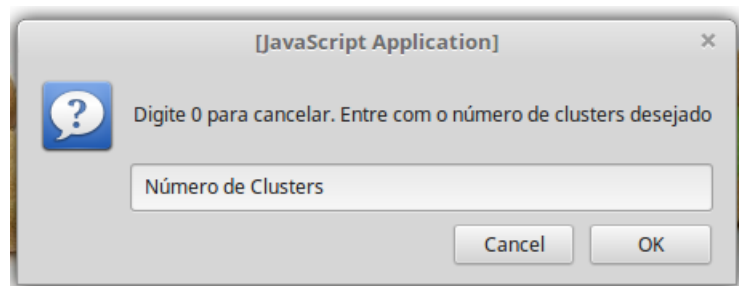 [JavaScript Application]
Digite 0 para cancelar. Entre com o número de clusters desejado
Número de Clusters
Cancel OK